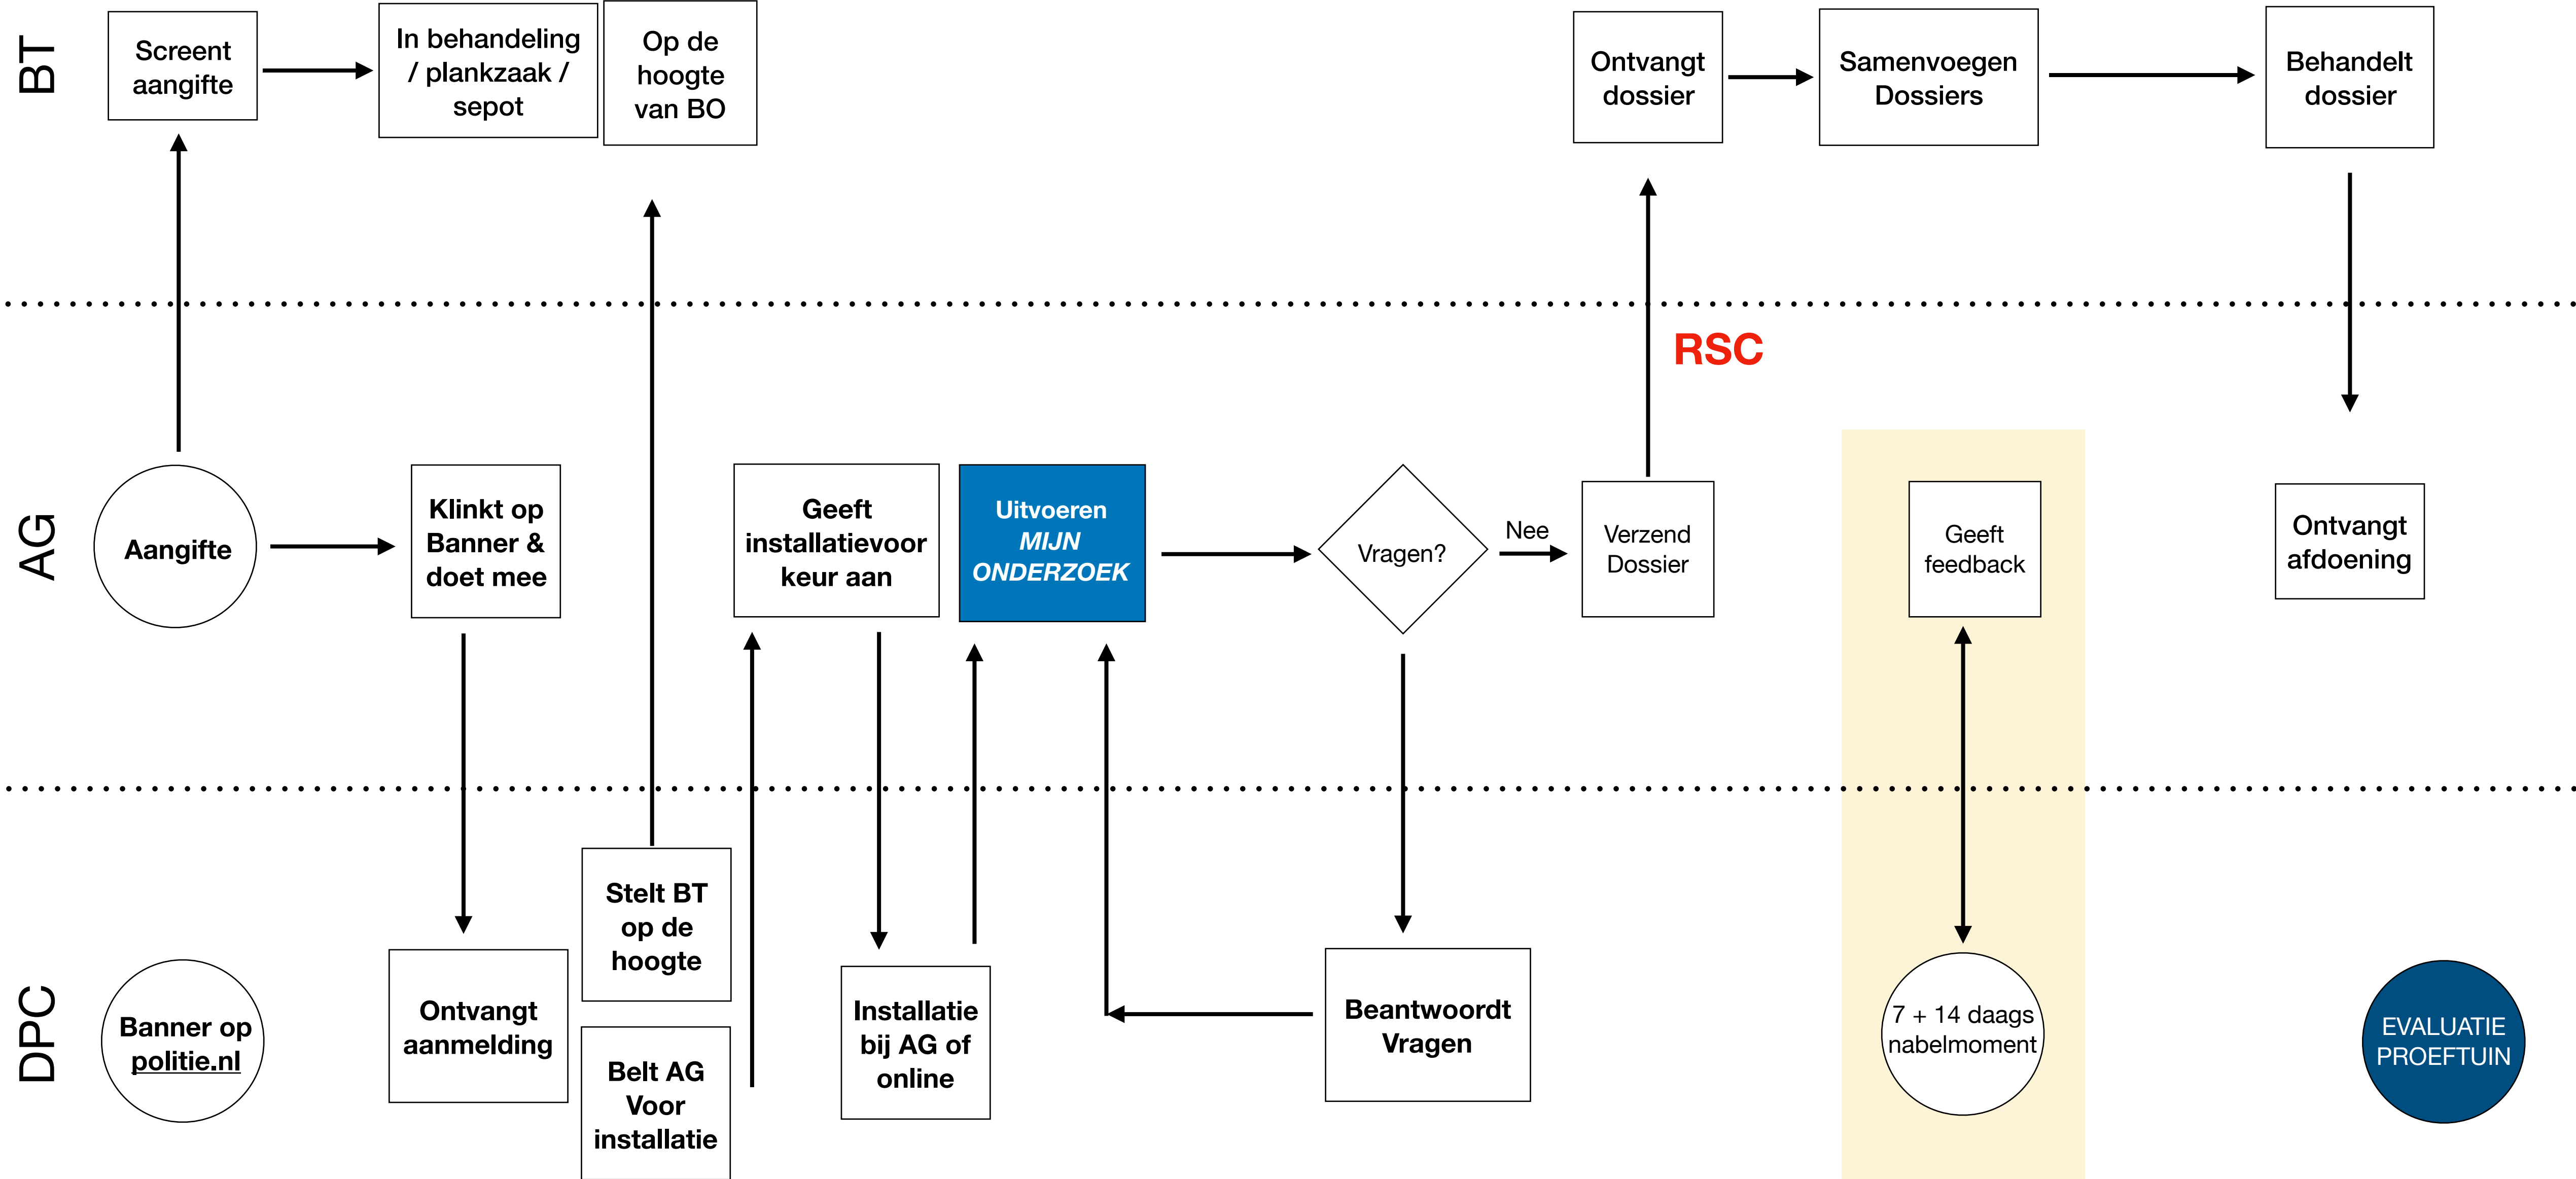 BT
Screent
aangifte
In behandeling
/ plankzaak /
sepot
Op de
hoogte
van BO
Ontvangt
dossier
Samenvoegen
Dossiers
Behandelt
dossier
RSC
AG
Aangifte
Klinkt op
Banner &
doet mee
Geeft
installatievoor
keur aan
Uitvoeren
MIJN
ONDERZOEK
Vragen?
Nee
Verzend
Dossier
Geeft
feedback
Ontvangt
afdoening
DPC
Banner op
politie.nl
Ontvangt
aanmelding
Stelt BT
op de
hoogte
Belt AG
Voor
installatie
Installatie
bij AG of
online
Beantwoordt
Vragen
7 + 14 daags
nabelmoment
EVALUATIE
PROEFTUIN